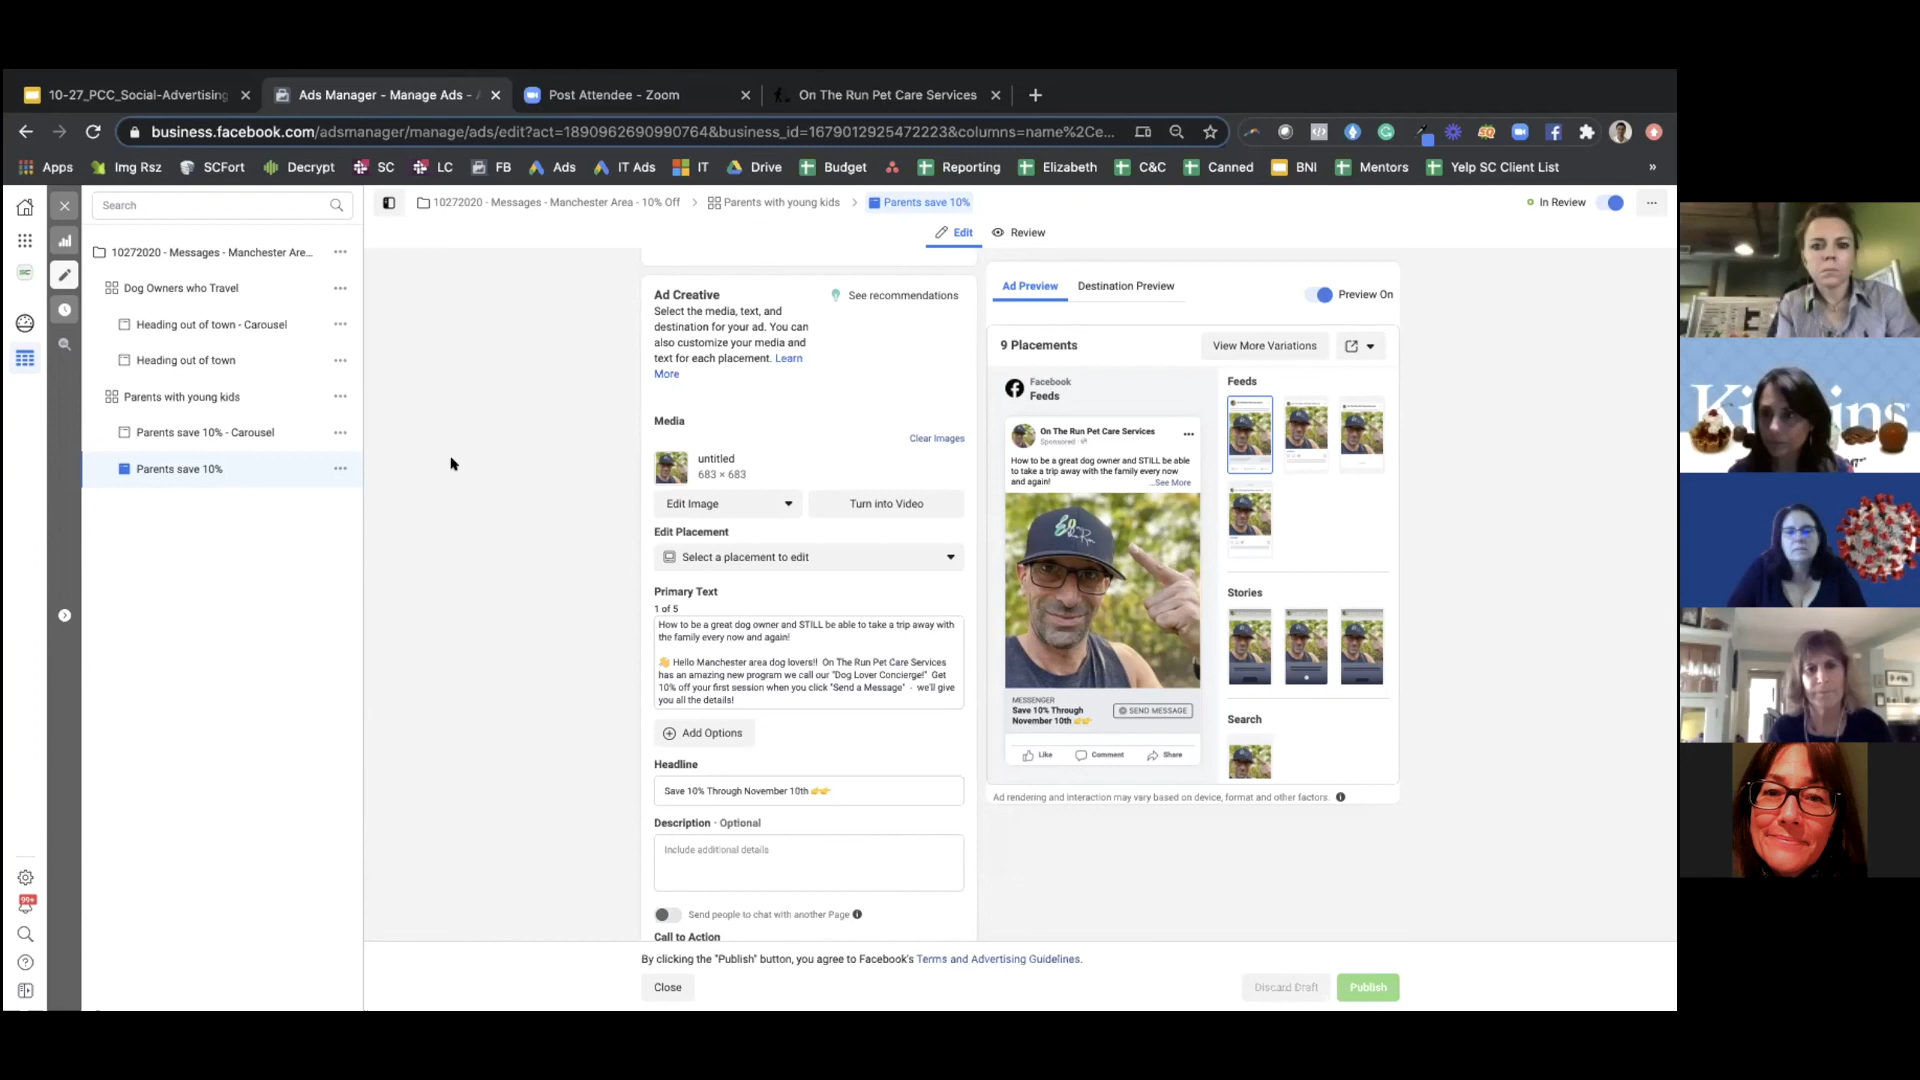 10-27_PCC_Social-Advertising
Ads Manager - Manage Ads -
Post Attendee - Zoom
On The Run Pet Care Services
business.facebook.com/adsmanager/manage/ads/edit?act=1890962690990764&business_id=1679012925472223&columns=name%2Ce...
Apps
Img Rsz
SCFort
Decrypt
SC
LC
FB
Ads
IT Ads
IT
Drive
Budget
Reporting
Elizabeth
C&C
Canned
BNI
Mentors
Yelp SC Client List
»
Search
10272020 - Messages - Manchester Area - 10% Off
Parents with young kids
Parents save 10%
In Review
Edit
Review
10272020 - Messages - Manchester Are...
Dog Owners who Travel
Heading out of town - Carousel
Heading out of town
Parents with young kids
Parents save 10% - Carousel
Parents save 10%
99+
Ad Creative
See recommendations
Select the media, text, and
destination for your ad. You can
also customize your media and
text for each placement. Learn
More
Media
Clear Images
untitled
683 × 683
Edit Image
Turn into Video
Edit Placement
Select a placement to edit
Primary Text
1 of 5
How to be a great dog owner and STILL be able to take a trip away with
the family every now and again!
👋 Hello Manchester area dog lovers!! On The Run Pet Care Services
has an amazing new program we call our "Dog Lover Concierge!" Get
10% off your first session when you click "Send a Message" - we'll give
you all the details!
Add Options
Headline
Save 10% Through November 10th 👉👉
Description · Optional
Include additional details
Send people to chat with another Page
Call to Action
By clicking the "Publish" button, you agree to Facebook's Terms and Advertising Guidelines.
Close
Discard Draft
Publish
Ad Preview
Destination Preview
Preview On
9 Placements
View More Variations
Facebook
Feeds
On The Run Pet Care Services
Sponsored
How to be a great dog owner and STILL be able
to take a trip away with the family every now
and again!
...See More
MESSENGER
Save 10% Through
November 10th 👉👉
SEND MESSAGE
Like
Comment
Share
Feeds
Stories
Search
Ad rendering and interaction may vary based on device, format and other factors.